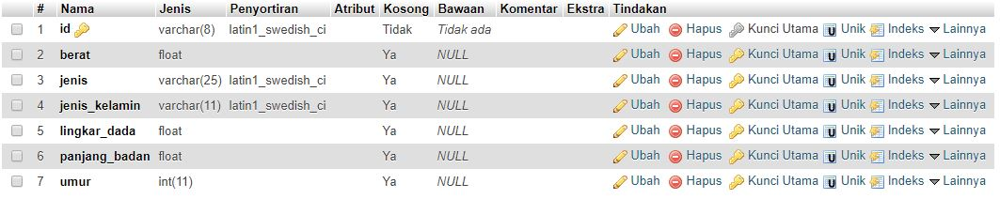 # Nama Jenis Penyortiran Atribut Kosong Bawaan Komentar Ekstra Tindakan
1 id varchar(8) latin1_swedish_ci Tidak Tidak ada Ubah Hapus Kunci Utama Unik Indeks Lainnya
2 berat float Ya NULL Ubah Hapus Kunci Utama Unik Indeks Lainnya
3 jenis varchar(25) latin1_swedish_ci Ya NULL Ubah Hapus Kunci Utama Unik Indeks Lainnya
4 jenis_kelamin varchar(11) latin1_swedish_ci Ya NULL Ubah Hapus Kunci Utama Unik Indeks Lainnya
5 lingkar_dada float Ya NULL Ubah Hapus Kunci Utama Unik Indeks Lainnya
6 panjang_badan float Ya NULL Ubah Hapus Kunci Utama Unik Indeks Lainnya
7 umur int(11) Ya NULL Ubah Hapus Kunci Utama Unik Indeks Lainnya